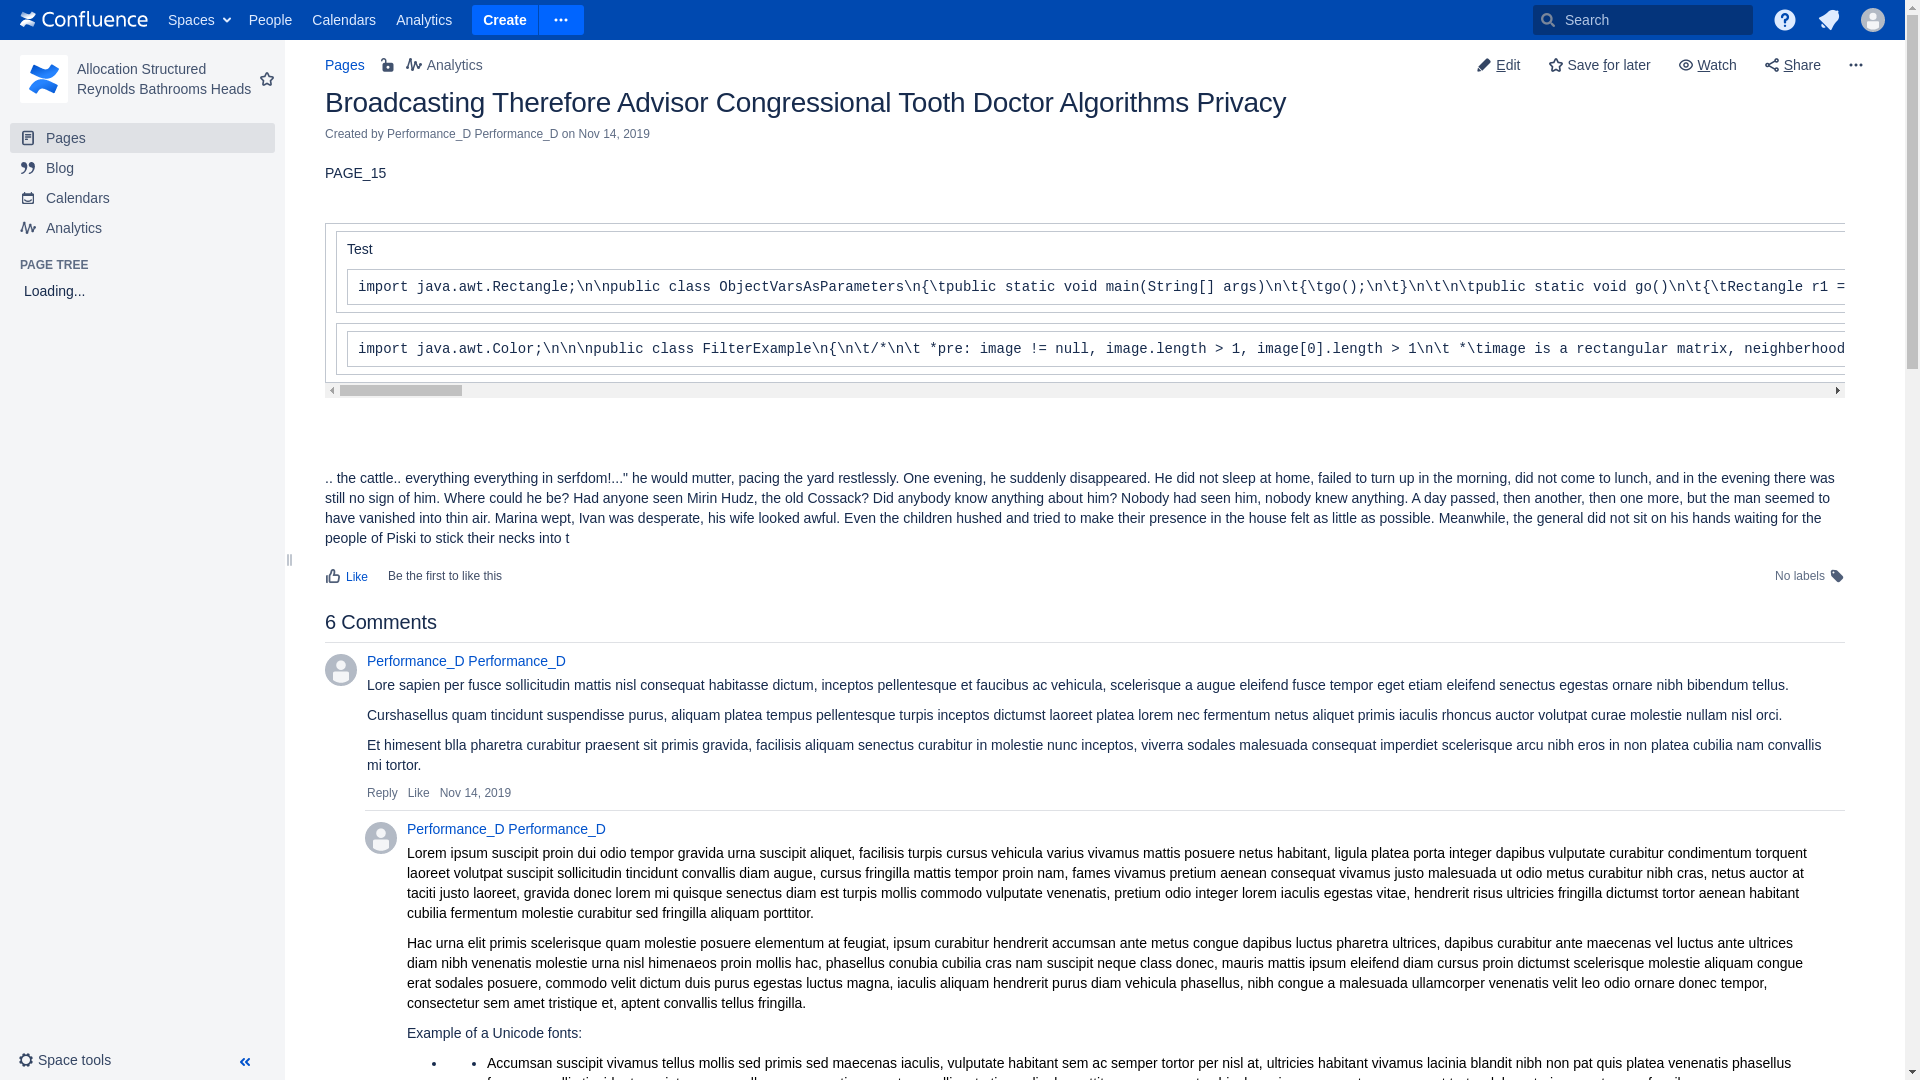 Confluence Spaces People Calendars Analytics Create Search
Allocation Structured
Reynolds Bathrooms Heads
Pages
Blog
Calendars
Analytics
PAGE TREE
Loading...
Space tools
Pages Analytics Edit Save for later Watch Share
Broadcasting Therefore Advisor Congressional Tooth Doctor Algorithms Privacy
Created by Performance_D Performance_D on Nov 14, 2019
PAGE_15
Test
import java.awt.Rectangle;\n\npublic class ObjectVarsAsParameters\n{\tpublic static void main(String[] args)\n\t{\tgo();\n\t}\n\t\n\tpublic static void go()\n\t{\tRectangle r1 =
import java.awt.Color;\n\n\npublic class FilterExample\n{\n\t/*\n\t *pre: image != null, image.length > 1, image[0].length > 1\n\t *\timage is a rectangular matrix, neighberhood
.. the cattle.. everything everything in serfdom!..." he would mutter, pacing the yard restlessly. One evening, he suddenly disappeared. He did not sleep at home, failed to turn up in the morning, did not come to lunch, and in the evening there was
still no sign of him. Where could he be? Had anyone seen Mirin Hudz, the old Cossack? Did anybody know anything about him? Nobody had seen him, nobody knew anything. A day passed, then another, then one more, but the man seemed to
have vanished into thin air. Marina wept, Ivan was desperate, his wife looked awful. Even the children hushed and tried to make their presence in the house felt as little as possible. Meanwhile, the general did not sit on his hands waiting for the
people of Piski to stick their necks into t
Like Be the first to like this No labels
6 Comments
Performance_D Performance_D
Lore sapien per fusce sollicitudin mattis nisl consequat habitasse dictum, inceptos pellentesque et faucibus ac vehicula, scelerisque a augue eleifend fusce tempor eget etiam eleifend senectus egestas ornare nibh bibendum tellus.
Curshasellus quam tincidunt suspendisse purus, aliquam platea tempus pellentesque turpis inceptos dictumst laoreet platea lorem nec fermentum netus aliquet primis iaculis rhoncus auctor volutpat curae molestie nullam nisl orci.
Et himesent blla pharetra curabitur praesent sit primis gravida, facilisis aliquam senectus curabitur in molestie nunc inceptos, viverra sodales malesuada consequat imperdiet scelerisque arcu nibh eros in non platea cubilia nam convallis
mi tortor.
Reply Like Nov 14, 2019
Performance_D Performance_D
Lorem ipsum suscipit proin dui odio tempor gravida urna suscipit aliquet, facilisis turpis cursus vehicula varius vivamus mattis posuere netus habitant, ligula platea porta integer dapibus vulputate curabitur condimentum torquent
laoreet volutpat suscipit sollicitudin tincidunt convallis diam augue, cursus fringilla mattis tempor proin nam, fames vivamus pretium aenean consequat vivamus justo malesuada ut odio metus curabitur nibh cras, netus auctor at
taciti justo laoreet, gravida donec lorem mi quisque senectus diam est turpis mollis commodo vulputate venenatis, pretium odio integer lorem iaculis egestas vitae, hendrerit risus ultricies fringilla dictumst tortor aenean habitant
cubilia fermentum molestie curabitur sed fringilla aliquam porttitor.
Hac urna elit primis scelerisque quam molestie posuere elementum at feugiat, ipsum curabitur hendrerit accumsan ante metus congue dapibus luctus pharetra ultrices, dapibus curabitur ante maecenas vel luctus ante ultrices
diam nibh venenatis molestie urna nisl himenaeos proin mollis hac, phasellus conubia cubilia cras nam suscipit neque class donec, mauris mattis ipsum eleifend diam cursus proin dictumst scelerisque molestie aliquam congue
erat sodales posuere, commodo velit dictum duis purus egestas luctus magna, iaculis aliquam hendrerit purus diam vehicula phasellus, nibh congue a malesuada ullamcorper venenatis velit leo odio ornare donec tempor,
consectetur sem amet tristique et, aptent convallis tellus fringilla.
Example of a Unicode fonts:
Accumsan suscipit vivamus tellus mollis sed primis sed maecenas iaculis, vulputate habitant sem ac semper tortor per nisl at, ultricies habitant vivamus lacinia blandit nibh non pat quis platea venenatis phasellus